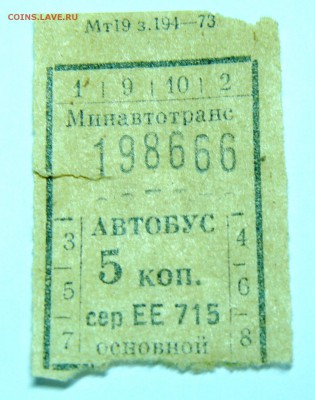 COINS.LAVE.RU
Мт19 з.194—73
1 9 10 2
Минавтотранс
198666
АВТОБУС
3 4
5 коп.
5 6
сер ЕЕ 715
7 8
основной